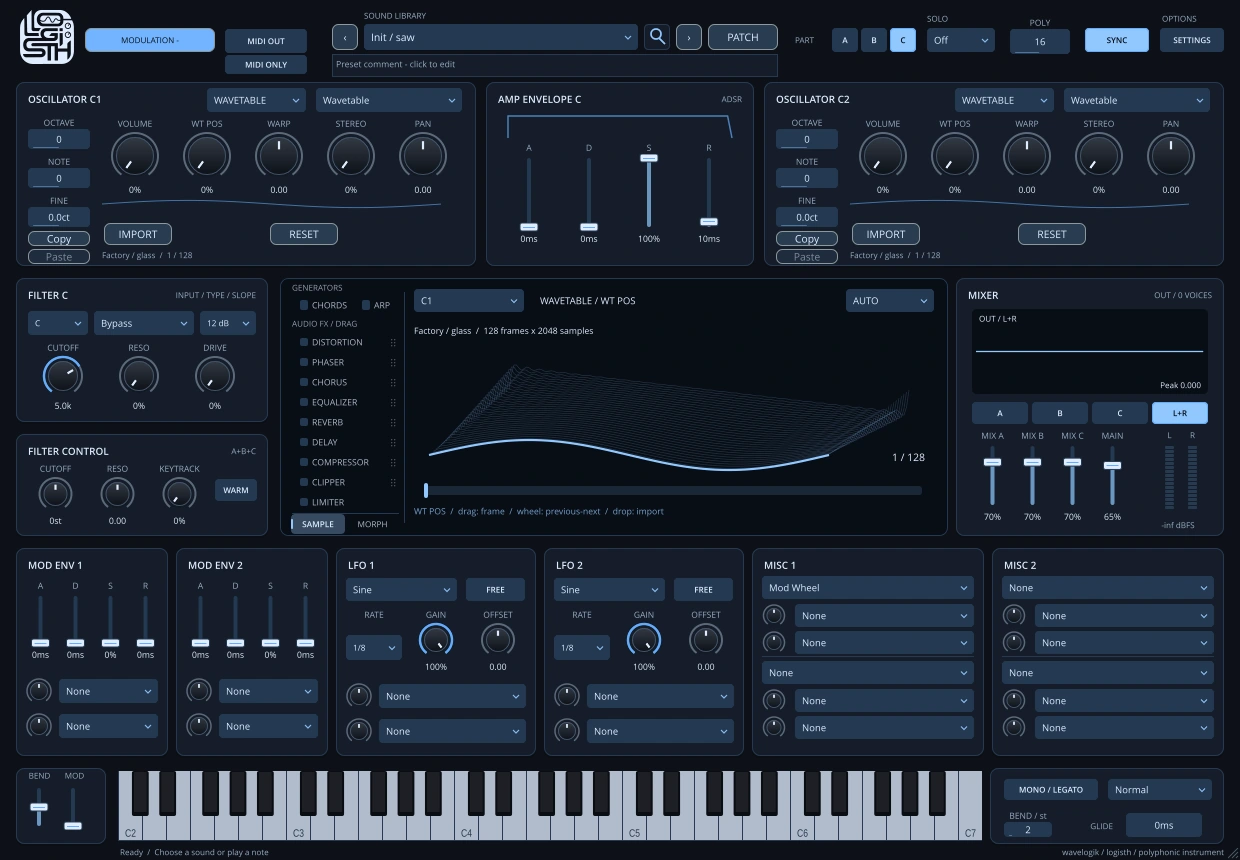 LOGISTH
MODULATION -
MIDI OUT
MIDI ONLY
SOUND LIBRARY
‹ Init / saw › PATCH
Preset comment - click to edit
PART A B C
SOLO
Off
POLY
16
SYNC
OPTIONS
SETTINGS
OSCILLATOR C1 WAVETABLE Wavetable
OCTAVE VOLUME WT POS WARP STEREO PAN
0
NOTE
0 0% 0% 0.00 0% 0.00
FINE
0.0ct
Copy IMPORT RESET
Paste Factory / glass / 1 / 128
AMP ENVELOPE C ADSR
A D S R
0ms 0ms 100% 10ms
OSCILLATOR C2 WAVETABLE Wavetable
OCTAVE VOLUME WT POS WARP STEREO PAN
0
NOTE
0 0% 0% 0.00 0% 0.00
FINE
0.0ct
Copy IMPORT RESET
Paste Factory / glass / 1 / 128
FILTER C INPUT / TYPE / SLOPE
C Bypass 12 dB
CUTOFF RESO DRIVE
5.0k 0% 0%
FILTER CONTROL A+B+C
CUTOFF RESO KEYTRACK
WARM
0st 0.00 0%
GENERATORS
CHORDS ARP
AUDIO FX / DRAG
DISTORTION
PHASER
CHORUS
EQUALIZER
REVERB
DELAY
COMPRESSOR
CLIPPER
LIMITER
SAMPLE MORPH
C1 WAVETABLE / WT POS AUTO
Factory / glass / 128 frames x 2048 samples
1 / 128
WT POS / drag: frame / wheel: previous-next / drop: import
MIXER OUT / 0 VOICES
OUT / L+R
Peak 0.000
A B C L+R
MIX A MIX B MIX C MAIN L R
70% 70% 70% 65%
-inf dBFS
MOD ENV 1
A D S R
0ms 0ms 0% 0ms
None
None
MOD ENV 2
A D S R
0ms 0ms 0% 0ms
None
None
LFO 1
Sine FREE
RATE GAIN OFFSET
1/8
100% 0.00
None
None
LFO 2
Sine FREE
RATE GAIN OFFSET
1/8
100% 0.00
None
None
MISC 1
Mod Wheel
None
None
None
None
None
MISC 2
None
None
None
None
None
None
BEND MOD
C2 C3 C4 C5 C6 C7
MONO / LEGATO Normal
BEND / st
2 GLIDE 0ms
Ready / Choose a sound or play a note
wavelogik / logisth / polyphonic instrument